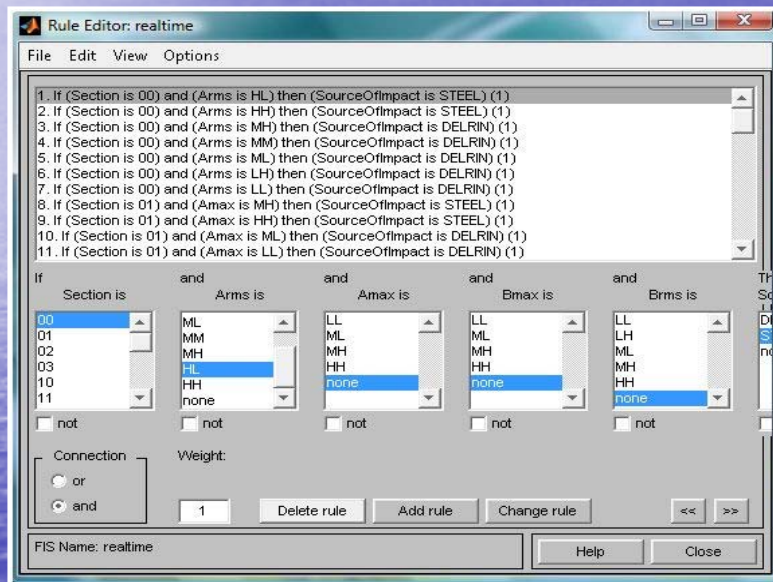 Rule Editor: realtime
File Edit View Options
1. If (Section is 00) and (Arms is HL) then (SourceOfImpact is STEEL) (1)
2. If (Section is 00) and (Arms is HH) then (SourceOfImpact is STEEL) (1)
3. If (Section is 00) and (Arms is MH) then (SourceOfImpact is DELRIN) (1)
4. If (Section is 00) and (Arms is MM) then (SourceOfImpact is DELRIN) (1)
5. If (Section is 00) and (Arms is ML) then (SourceOfImpact is DELRIN) (1)
6. If (Section is 00) and (Arms is LH) then (SourceOfImpact is DELRIN) (1)
7. If (Section is 00) and (Arms is LL) then (SourceOfImpact is DELRIN) (1)
8. If (Section is 01) and (Amax is MH) then (SourceOfImpact is STEEL) (1)
9. If (Section is 01) and (Amax is HH) then (SourceOfImpact is STEEL) (1)
10. If (Section is 01) and (Amax is ML) then (SourceOfImpact is DELRIN) (1)
11. If (Section is 01) and (Amax is LL) then (SourceOfImpact is DELRIN) (1)
If and and and and Th
Section is Arms is Amax is Bmax is Brms is So
00
01
02
03
10
11
not
ML
MM
MH
HL
HH
none
not
LL
ML
MH
HH
none
not
LL
ML
MH
HH
none
not
LL
LH
ML
MH
HH
none
not
no
Connection
or
and
Weight:
1 Delete rule Add rule Change rule << >>
FIS Name: realtime Help Close